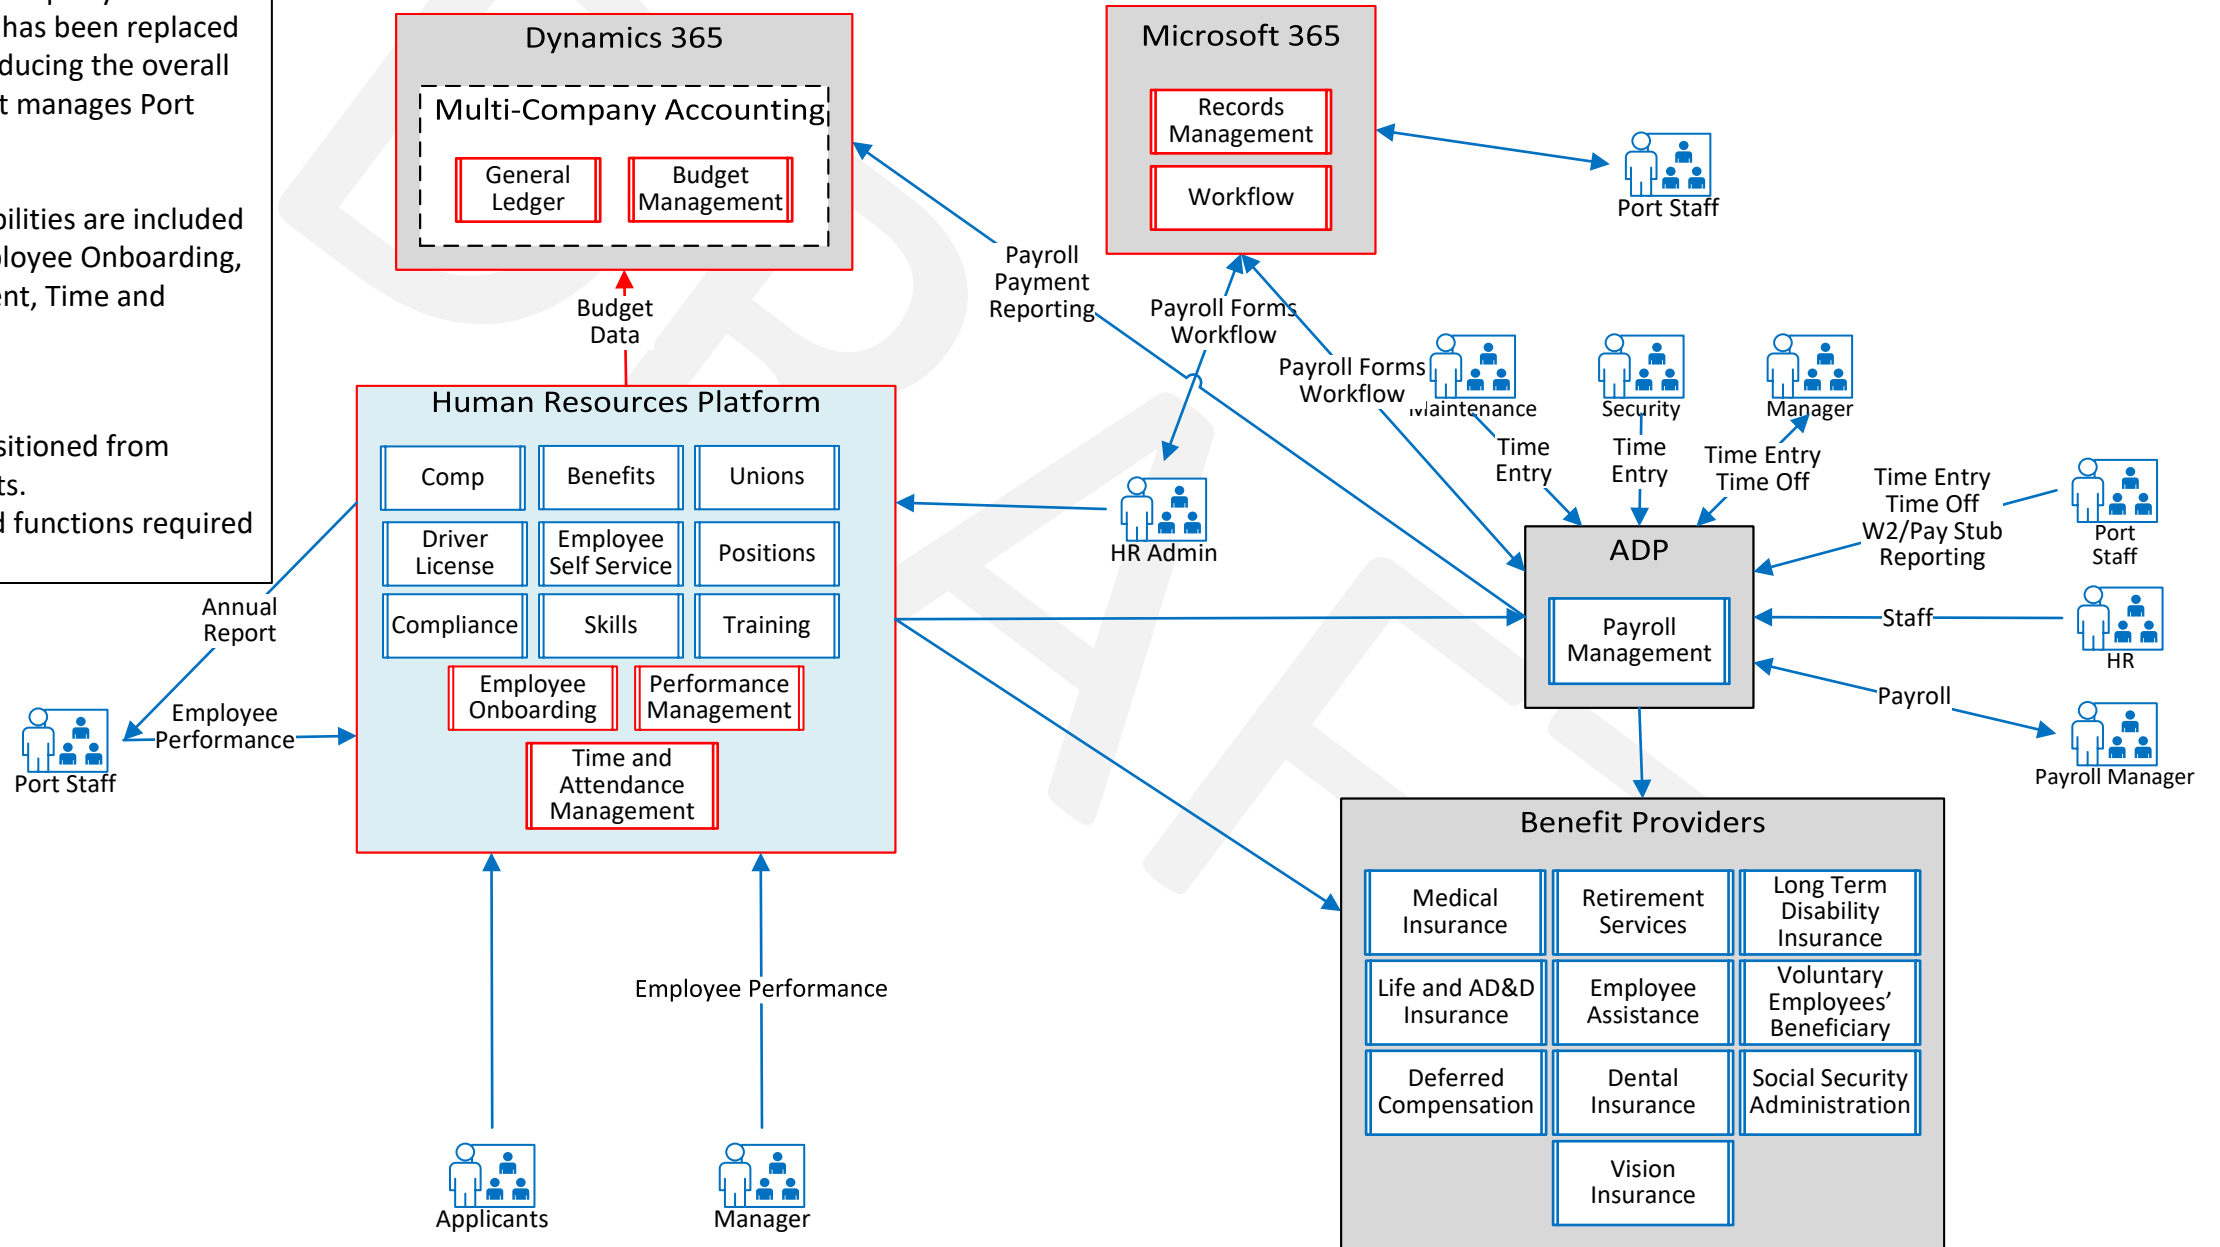 has been replaced
ducing the overall
t manages Port
bilities are included
ployee Onboarding,
ent, Time and
sitioned from
ts.
d functions required
Dynamics 365
Multi-Company Accounting
General
Ledger
Budget
Management
Microsoft 365
Records
Management
Workflow
Port Staff
Budget
Data
Payroll
Payment
Reporting
Payroll Forms
Workflow
Payroll Forms
Workflow
Maintenance
Security
Manager
Time
Entry
Time
Entry
Time Entry
Time Off
Time Entry
Time Off
W2/Pay Stub
Reporting
Port
Staff
Human Resources Platform
Comp
Benefits
Unions
Driver
License
Employee
Self Service
Positions
Compliance
Skills
Training
Employee
Onboarding
Performance
Management
Time and
Attendance
Management
HR Admin
ADP
Payroll
Management
Staff
HR
Payroll
Payroll Manager
Annual
Report
Employee
Performance
Port Staff
Employee Performance
Applicants
Manager
Benefit Providers
Medical
Insurance
Retirement
Services
Long Term
Disability
Insurance
Life and AD&D
Insurance
Employee
Assistance
Voluntary
Employees’
Beneficiary
Deferred
Compensation
Dental
Insurance
Social Security
Administration
Vision
Insurance
DRAFT